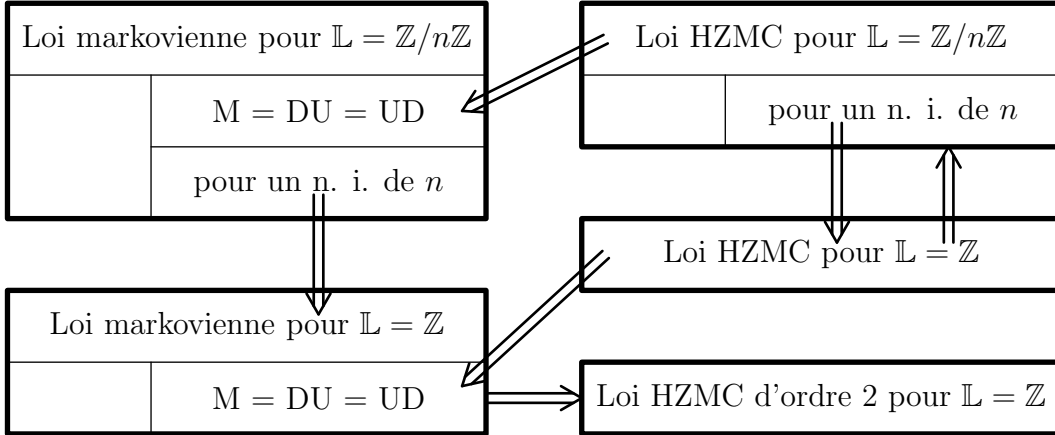 Loi markovienne pour 𝕃 = ℤ/nℤ
M = DU = UD
pour un n. i. de n
Loi HZMC pour 𝕃 = ℤ/nℤ
pour un n. i. de n
Loi HZMC pour 𝕃 = ℤ
Loi markovienne pour 𝕃 = ℤ
M = DU = UD
Loi HZMC d'ordre 2 pour 𝕃 = ℤ